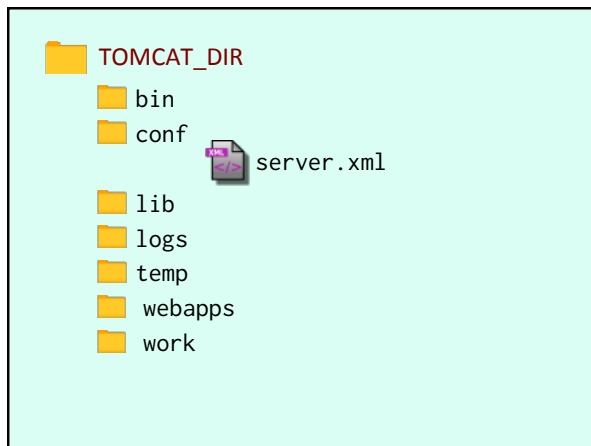 TOMCAT_DIR
bin
conf
XML
</>
server.xml
lib
logs
temp
webapps
work